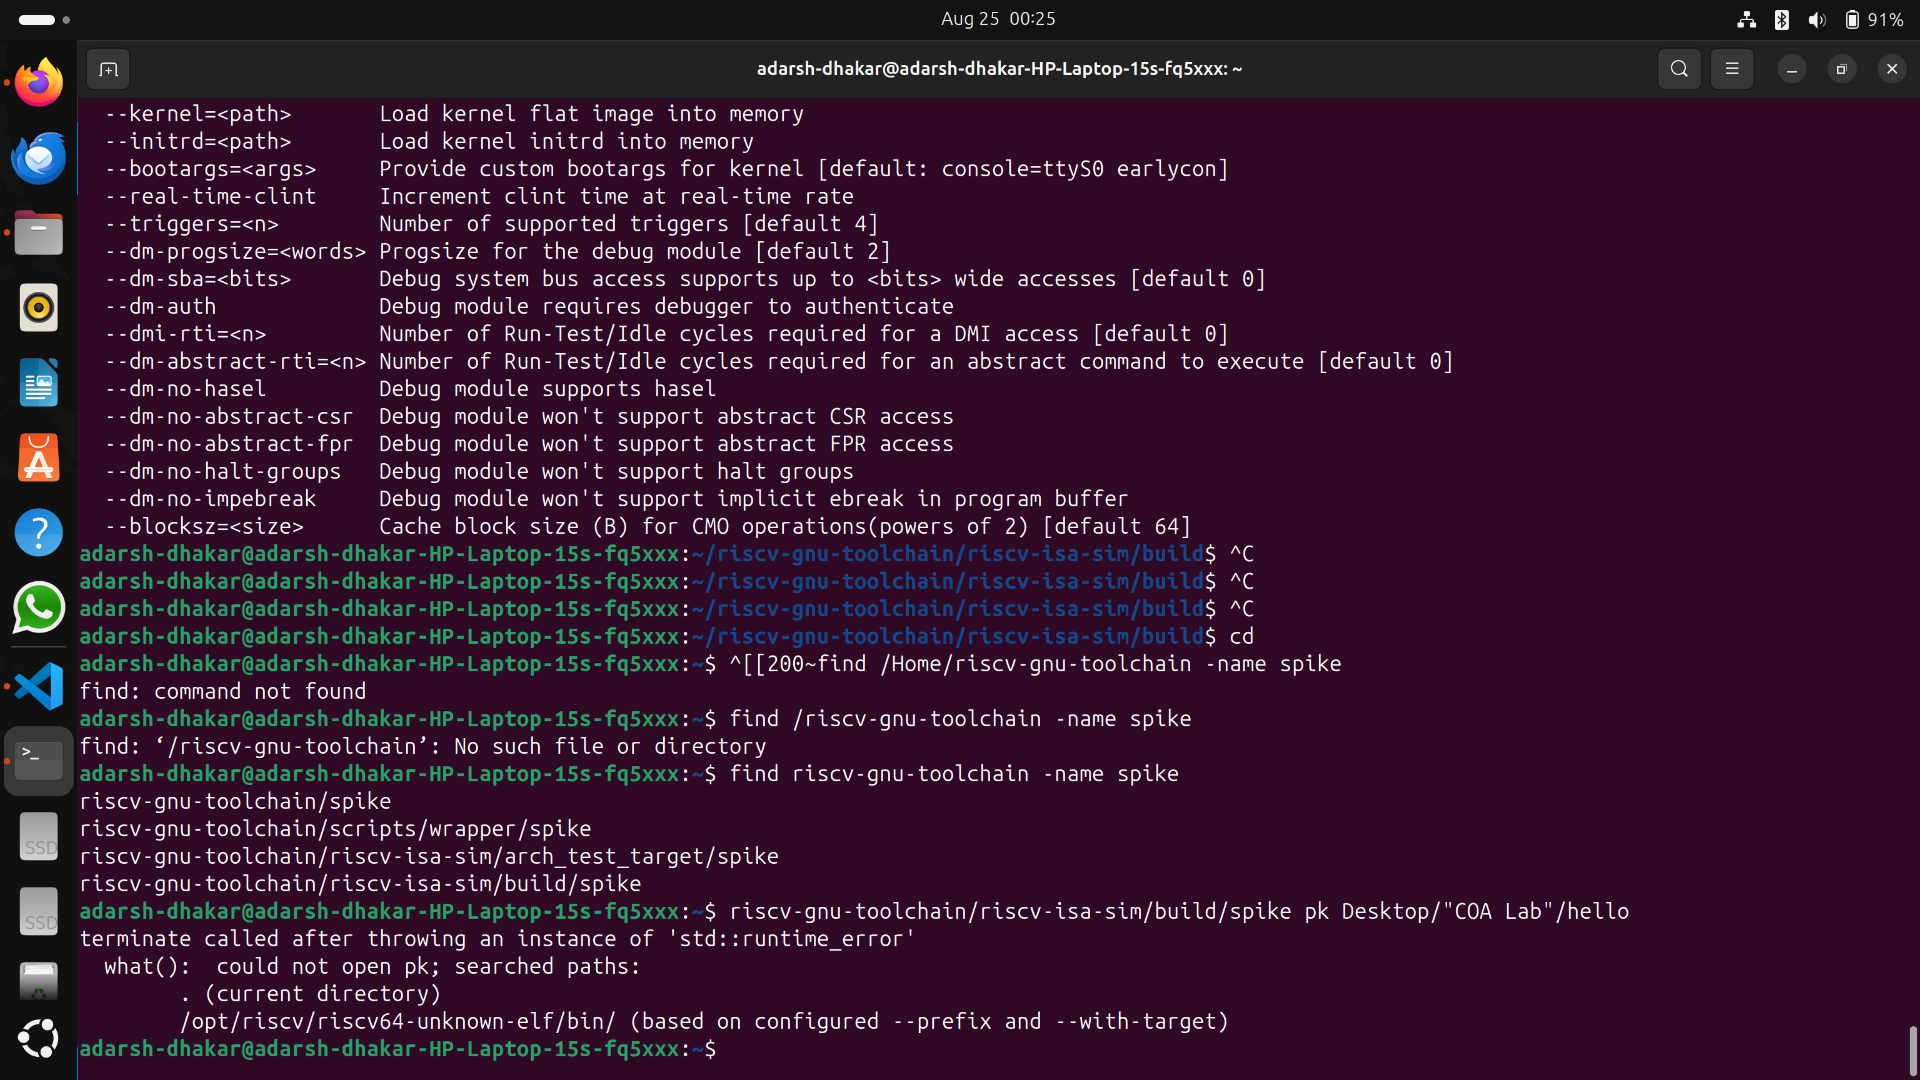 Aug 25  00:25
91%
adarsh-dhakar@adarsh-dhakar-HP-Laptop-15s-fq5xxx: ~
--kernel=<path>       Load kernel flat image into memory
--initrd=<path>       Load kernel initrd into memory
--bootargs=<args>     Provide custom bootargs for kernel [default: console=ttyS0 earlycon]
--real-time-clint     Increment clint time at real-time rate
--triggers=<n>        Number of supported triggers [default 4]
--dm-progsize=<words> Progsize for the debug module [default 2]
--dm-sba=<bits>       Debug system bus access supports up to <bits> wide accesses [default 0]
--dm-auth             Debug module requires debugger to authenticate
--dmi-rti=<n>         Number of Run-Test/Idle cycles required for a DMI access [default 0]
--dm-abstract-rti=<n> Number of Run-Test/Idle cycles required for an abstract command to execute [default 0]
--dm-no-hasel         Debug module supports hasel
--dm-no-abstract-csr  Debug module won't support abstract CSR access
--dm-no-abstract-fpr  Debug module won't support abstract FPR access
--dm-no-halt-groups   Debug module won't support halt groups
--dm-no-impebreak     Debug module won't support implicit ebreak in program buffer
--blocksz=<size>      Cache block size (B) for CMO operations(powers of 2) [default 64]
adarsh-dhakar@adarsh-dhakar-HP-Laptop-15s-fq5xxx:~/riscv-gnu-toolchain/riscv-isa-sim/build$ ^C
adarsh-dhakar@adarsh-dhakar-HP-Laptop-15s-fq5xxx:~/riscv-gnu-toolchain/riscv-isa-sim/build$ ^C
adarsh-dhakar@adarsh-dhakar-HP-Laptop-15s-fq5xxx:~/riscv-gnu-toolchain/riscv-isa-sim/build$ ^C
adarsh-dhakar@adarsh-dhakar-HP-Laptop-15s-fq5xxx:~/riscv-gnu-toolchain/riscv-isa-sim/build$ cd
adarsh-dhakar@adarsh-dhakar-HP-Laptop-15s-fq5xxx:~$ ^[[200~find /Home/riscv-gnu-toolchain -name spike
find: command not found
adarsh-dhakar@adarsh-dhakar-HP-Laptop-15s-fq5xxx:~$ find /riscv-gnu-toolchain -name spike
find: ‘/riscv-gnu-toolchain’: No such file or directory
adarsh-dhakar@adarsh-dhakar-HP-Laptop-15s-fq5xxx:~$ find riscv-gnu-toolchain -name spike
riscv-gnu-toolchain/spike
riscv-gnu-toolchain/scripts/wrapper/spike
riscv-gnu-toolchain/riscv-isa-sim/arch_test_target/spike
riscv-gnu-toolchain/riscv-isa-sim/build/spike
adarsh-dhakar@adarsh-dhakar-HP-Laptop-15s-fq5xxx:~$ riscv-gnu-toolchain/riscv-isa-sim/build/spike pk Desktop/"COA Lab"/hello
terminate called after throwing an instance of 'std::runtime_error'
what():  could not open pk; searched paths:
. (current directory)
/opt/riscv/riscv64-unknown-elf/bin/ (based on configured --prefix and --with-target)
adarsh-dhakar@adarsh-dhakar-HP-Laptop-15s-fq5xxx:~$
SSD
SSD